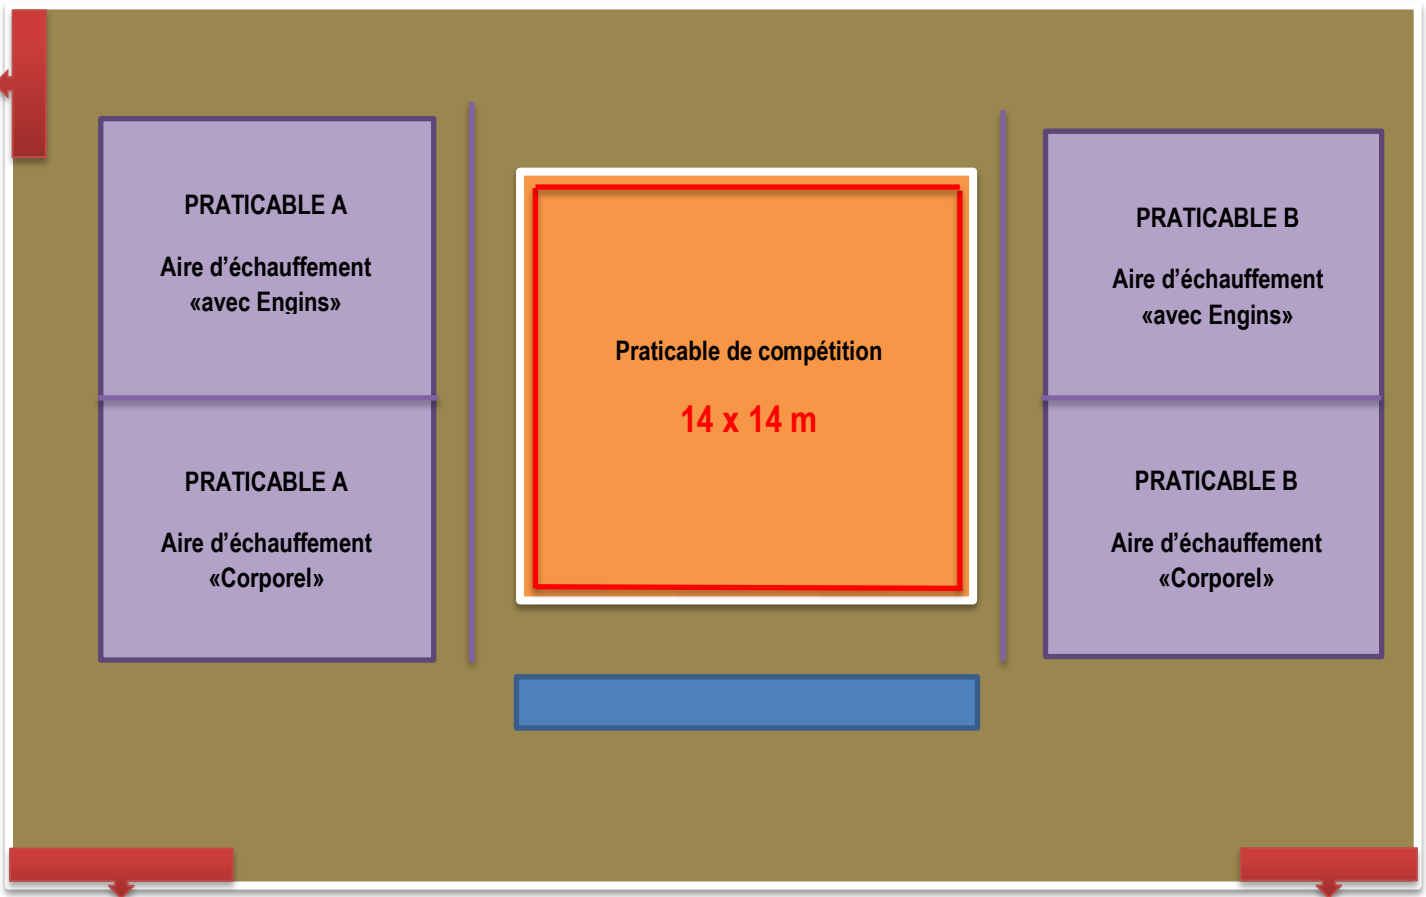 PRATICABLE A
Aire d’échauffement
«avec Engins»
PRATICABLE A
Aire d’échauffement
«Corporel»
Praticable de compétition
14 x 14 m
PRATICABLE B
Aire d’échauffement
«avec Engins»
PRATICABLE B
Aire d’échauffement
«Corporel»